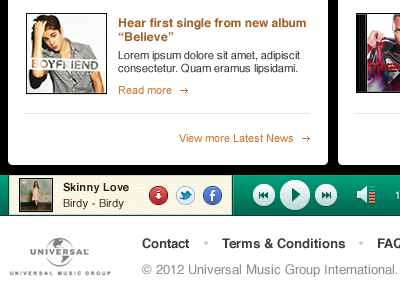 Hear first single from new album
“Believe”
Lorem ipsum dolore sit amet, adipiscit
consectetur. Quam eramus lipsidami.
Read more →
BOYFRIEND
View more Latest News →
Skinny Love
Birdy - Birdy
Contact
Terms & Conditions
FAQ
UNIVERSAL
UNIVERSAL MUSIC GROUP
© 2012 Universal Music Group International.